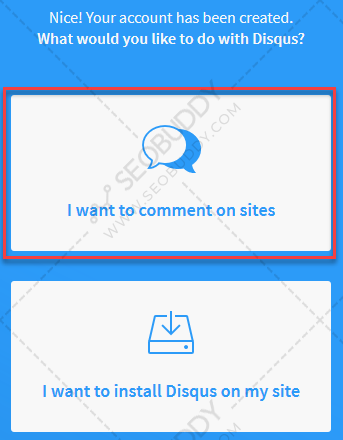 Nice! Your account has been created.
What would you like to do with Disqus?
SEOBUDDY
WWW.SEOBUDDY.COM
I want to comment on sites
I want to install Disqus on my site
SEOBUDDY